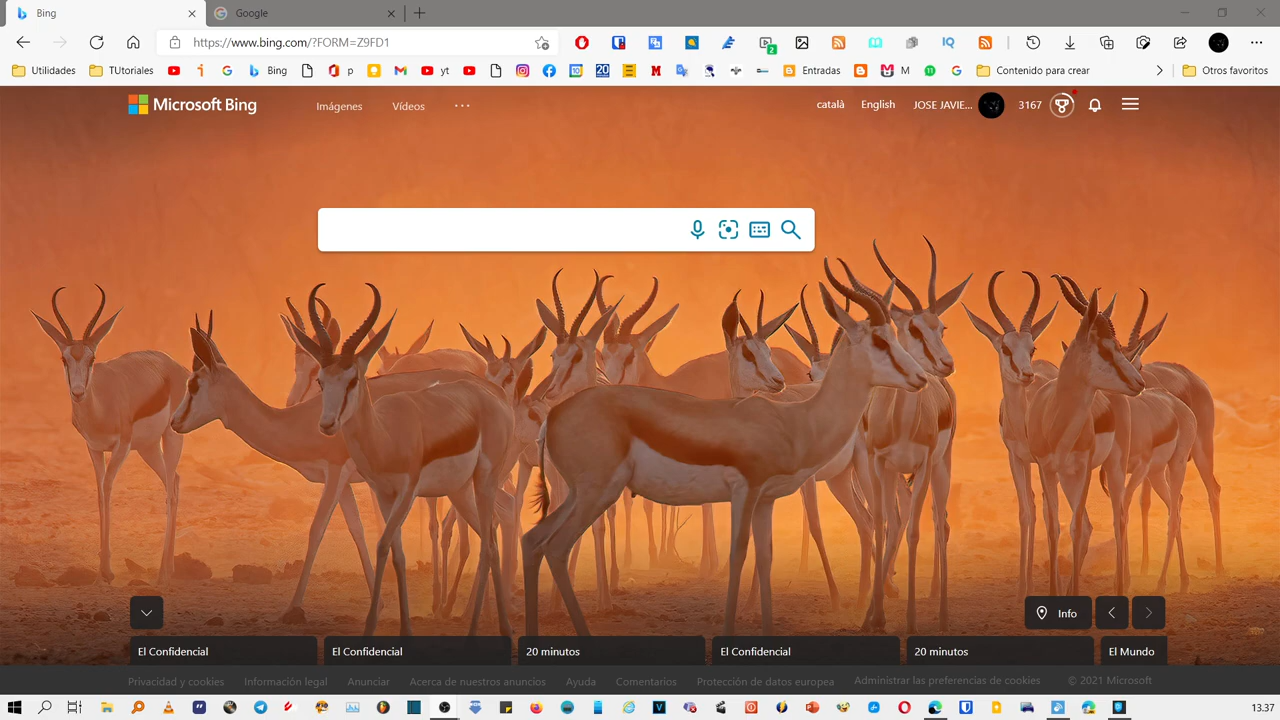 Bing
Google
https://www.bing.com/?FORM=Z9FD1
2
IQ
Utilidades
TUtoriales
Bing
p
yt
20
M
Entradas
M
Contenido para crear
Otros favoritos
Microsoft Bing
Imágenes
Vídeos
català
English
JOSE JAVIE...
3167
Info
El Confidencial
El Confidencial
20 minutos
El Confidencial
20 minutos
El Mundo
Privacidad y cookies
Información legal
Anunciar
Acerca de nuestros anuncios
Ayuda
Comentarios
Protección de datos europea
Administrar las preferencias de cookies
© 2021 Microsoft
13.37